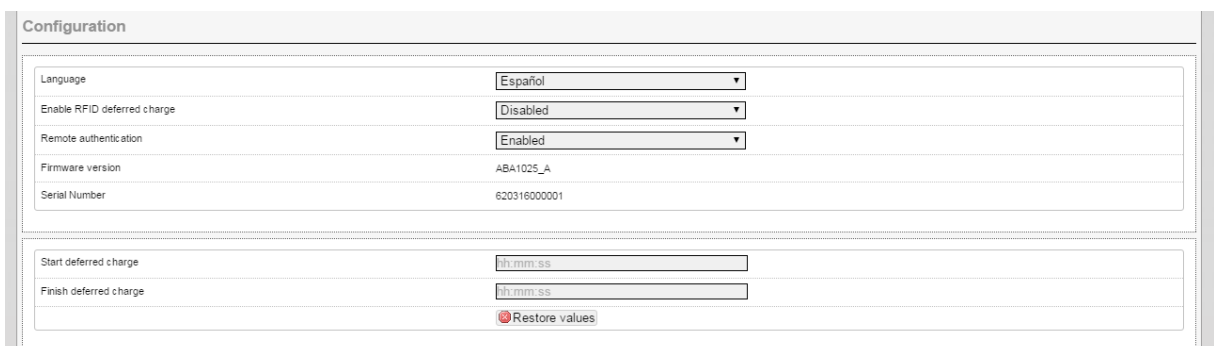 Configuration
Language Español
Enable RFID deferred charge Disabled
Remote authentication Enabled
Firmware version ABA1025_A
Serial Number 620316000001
Start deferred charge hh:mm:ss
Finish deferred charge hh:mm:ss
Restore values